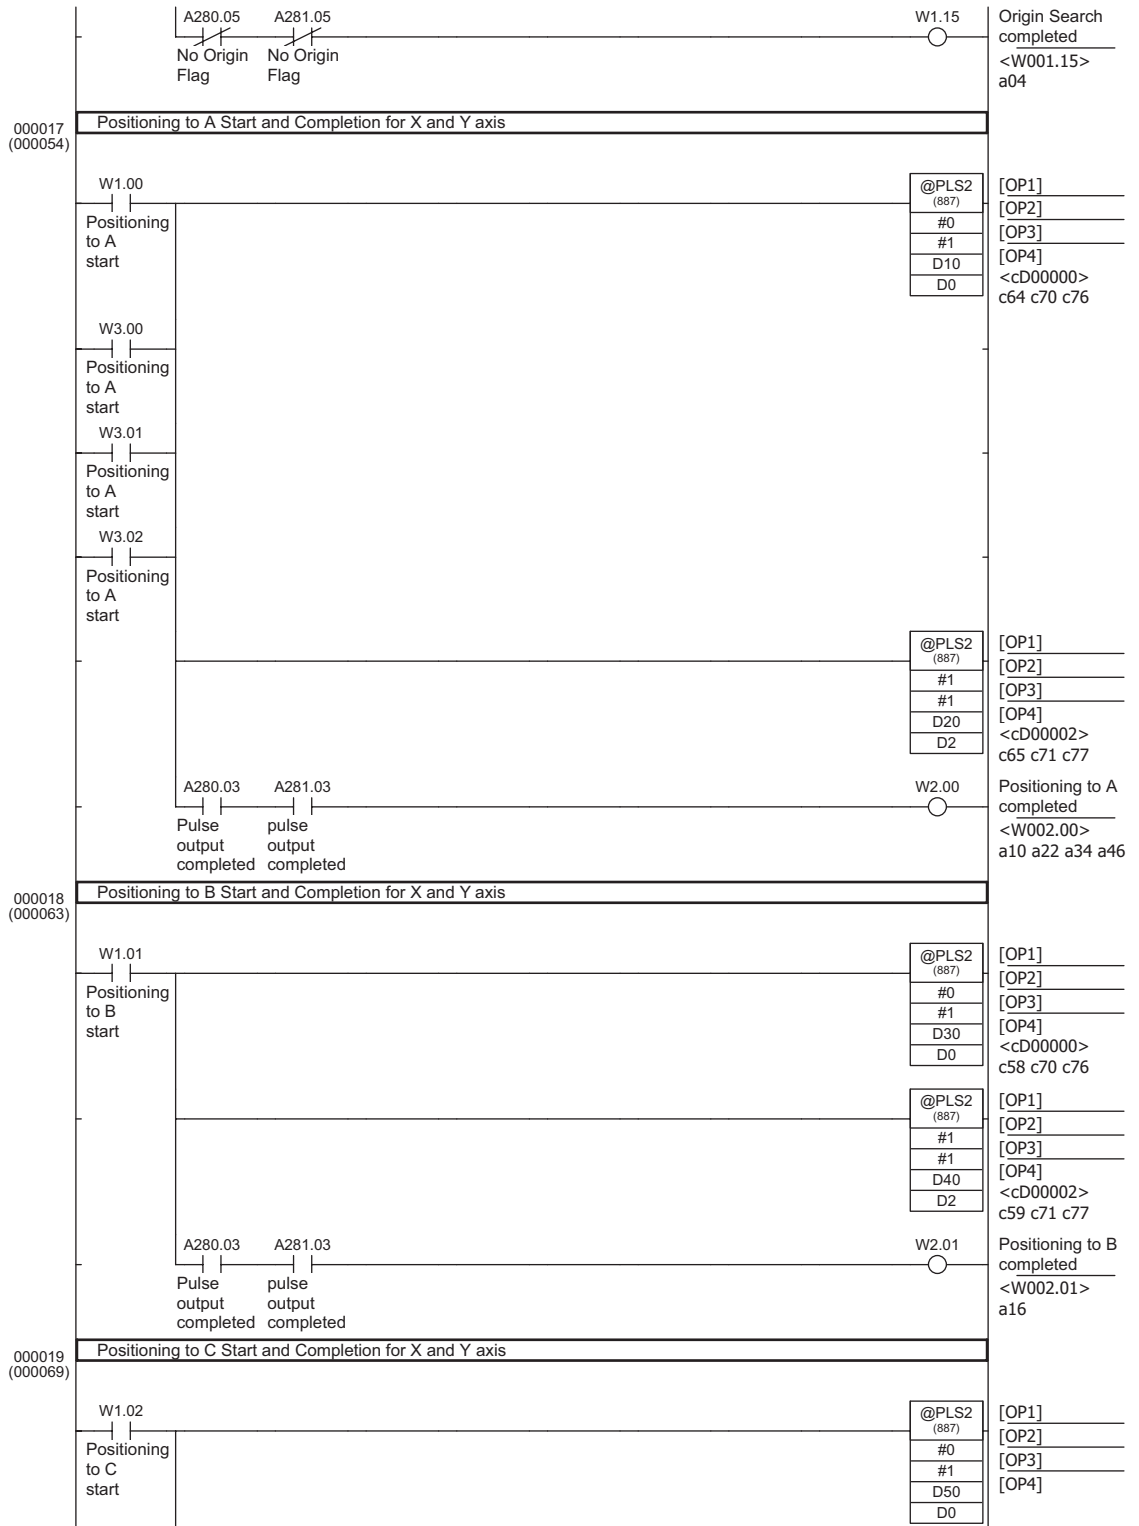 A280.05 A281.05 W1.15 Origin Search
completed
No Origin No Origin <W001.15>
Flag Flag a04
000017 Positioning to A Start and Completion for X and Y axis
(000054)
W1.00 @PLS2 [OP1]
(887) [OP2]
Positioning #0 [OP3]
to A #1 [OP4]
start D10 <cD00000>
D0 c64 c70 c76
W3.00
Positioning
to A
start
W3.01
Positioning
to A
start
W3.02
Positioning
to A
start
@PLS2 [OP1]
(887) [OP2]
#1 [OP3]
#1 [OP4]
D20 <cD00002>
D2 c65 c71 c77
A280.03 A281.03 W2.00 Positioning to A
completed
Pulse pulse <W002.00>
output output a10 a22 a34 a46
completed completed
000018 Positioning to B Start and Completion for X and Y axis
(000063)
W1.01 @PLS2 [OP1]
(887) [OP2]
Positioning #0 [OP3]
to B #1 [OP4]
start D30 <cD00000>
D0 c58 c70 c76
@PLS2 [OP1]
(887) [OP2]
#1 [OP3]
#1 [OP4]
D40 <cD00002>
D2 c59 c71 c77
A280.03 A281.03 W2.01 Positioning to B
completed
Pulse pulse <W002.01>
output output a16
completed completed
000019 Positioning to C Start and Completion for X and Y axis
(000069)
W1.02 @PLS2 [OP1]
(887) [OP2]
Positioning #0 [OP3]
to C #1 [OP4]
start D50
D0